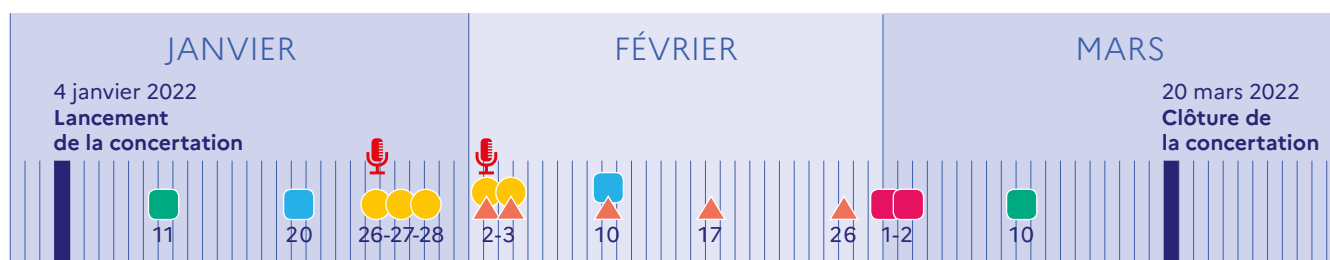 JANVIER
FÉVRIER
MARS
4 janvier 2022
Lancement
de la concertation
20 mars 2022
Clôture de
la concertation
11
20
26-27-28
2-3
10
17
26
1-2
10